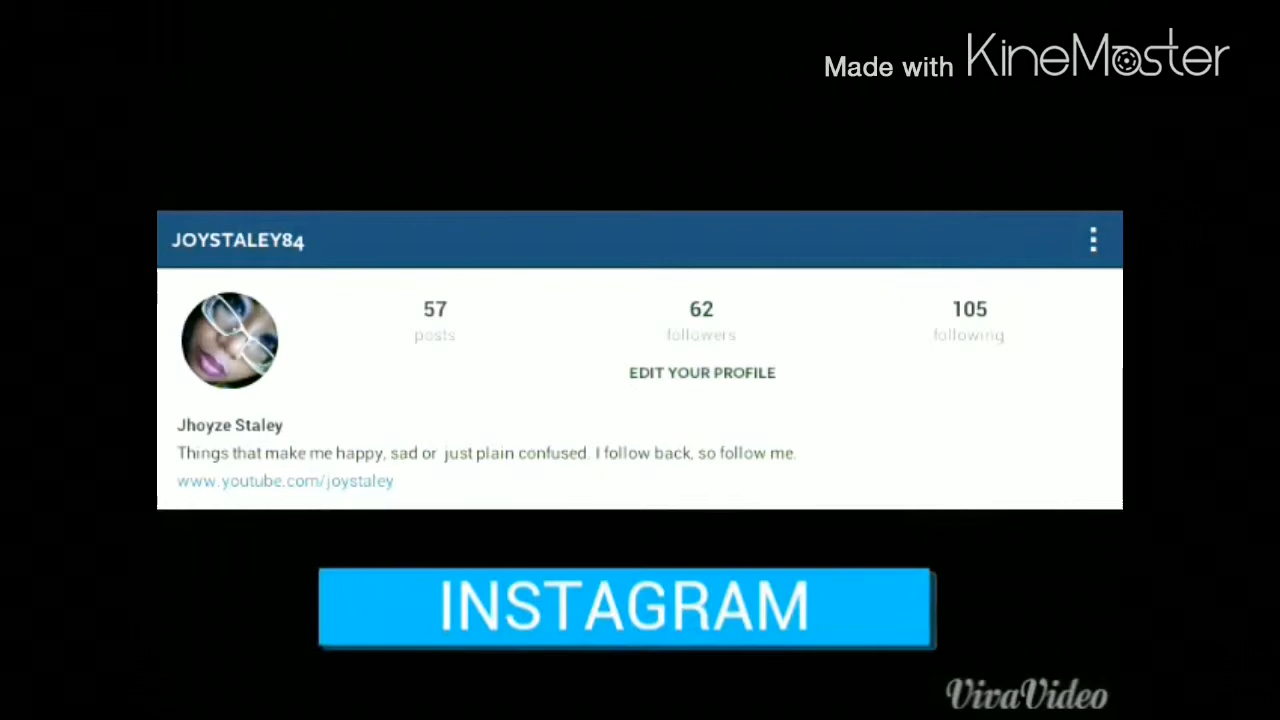 Made with KineMaster
JOYSTALEY84
57
posts
62
followers
105
following
EDIT YOUR PROFILE
Jhoyze Staley
Things that make me happy, sad or just plain confused. I follow back, so follow me.
www.youtube.com/joystaley
INSTAGRAM
VivaVideo